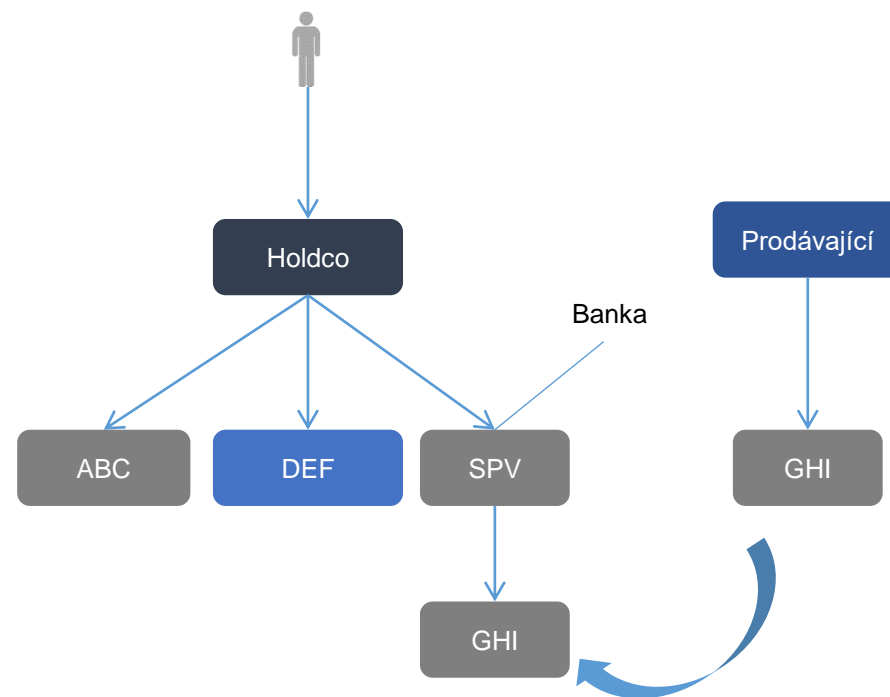 Holdco
Prodávající
Banka
ABC
DEF
SPV
GHI
GHI